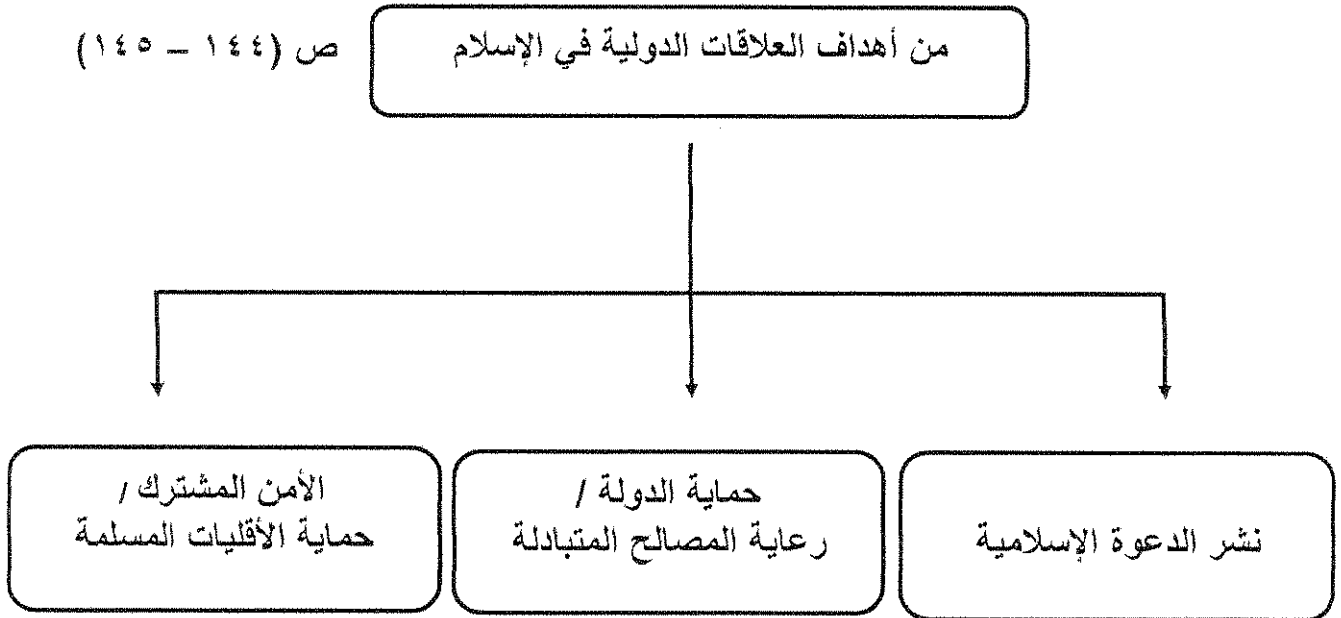 من أهداف العلاقات الدولية في الإسلام
ص (١٤٤ – ١٤٥)
نشر الدعوة الإسلامية
حماية الدولة /
رعاية المصالح المتبادلة
الأمن المشترك /
حماية الأقليات المسلمة